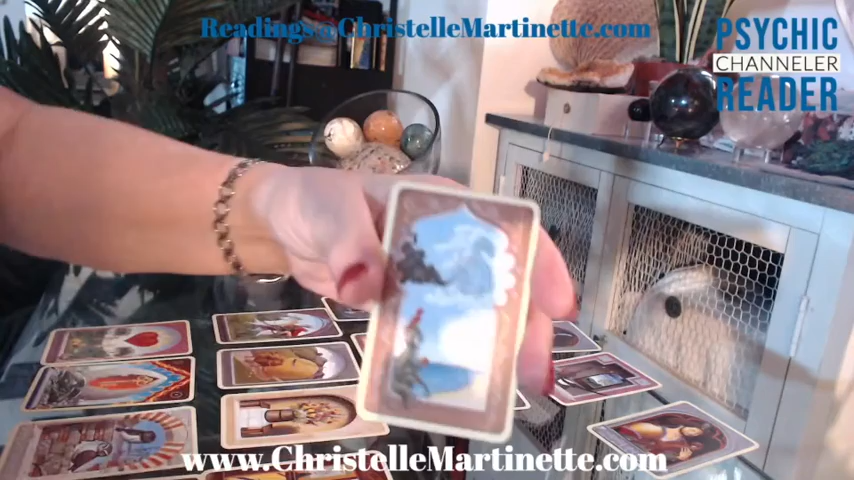 Readings@ChristelleMartinette.com
PSYCHIC
CHANNELER
READER
www.ChristelleMartinette.com